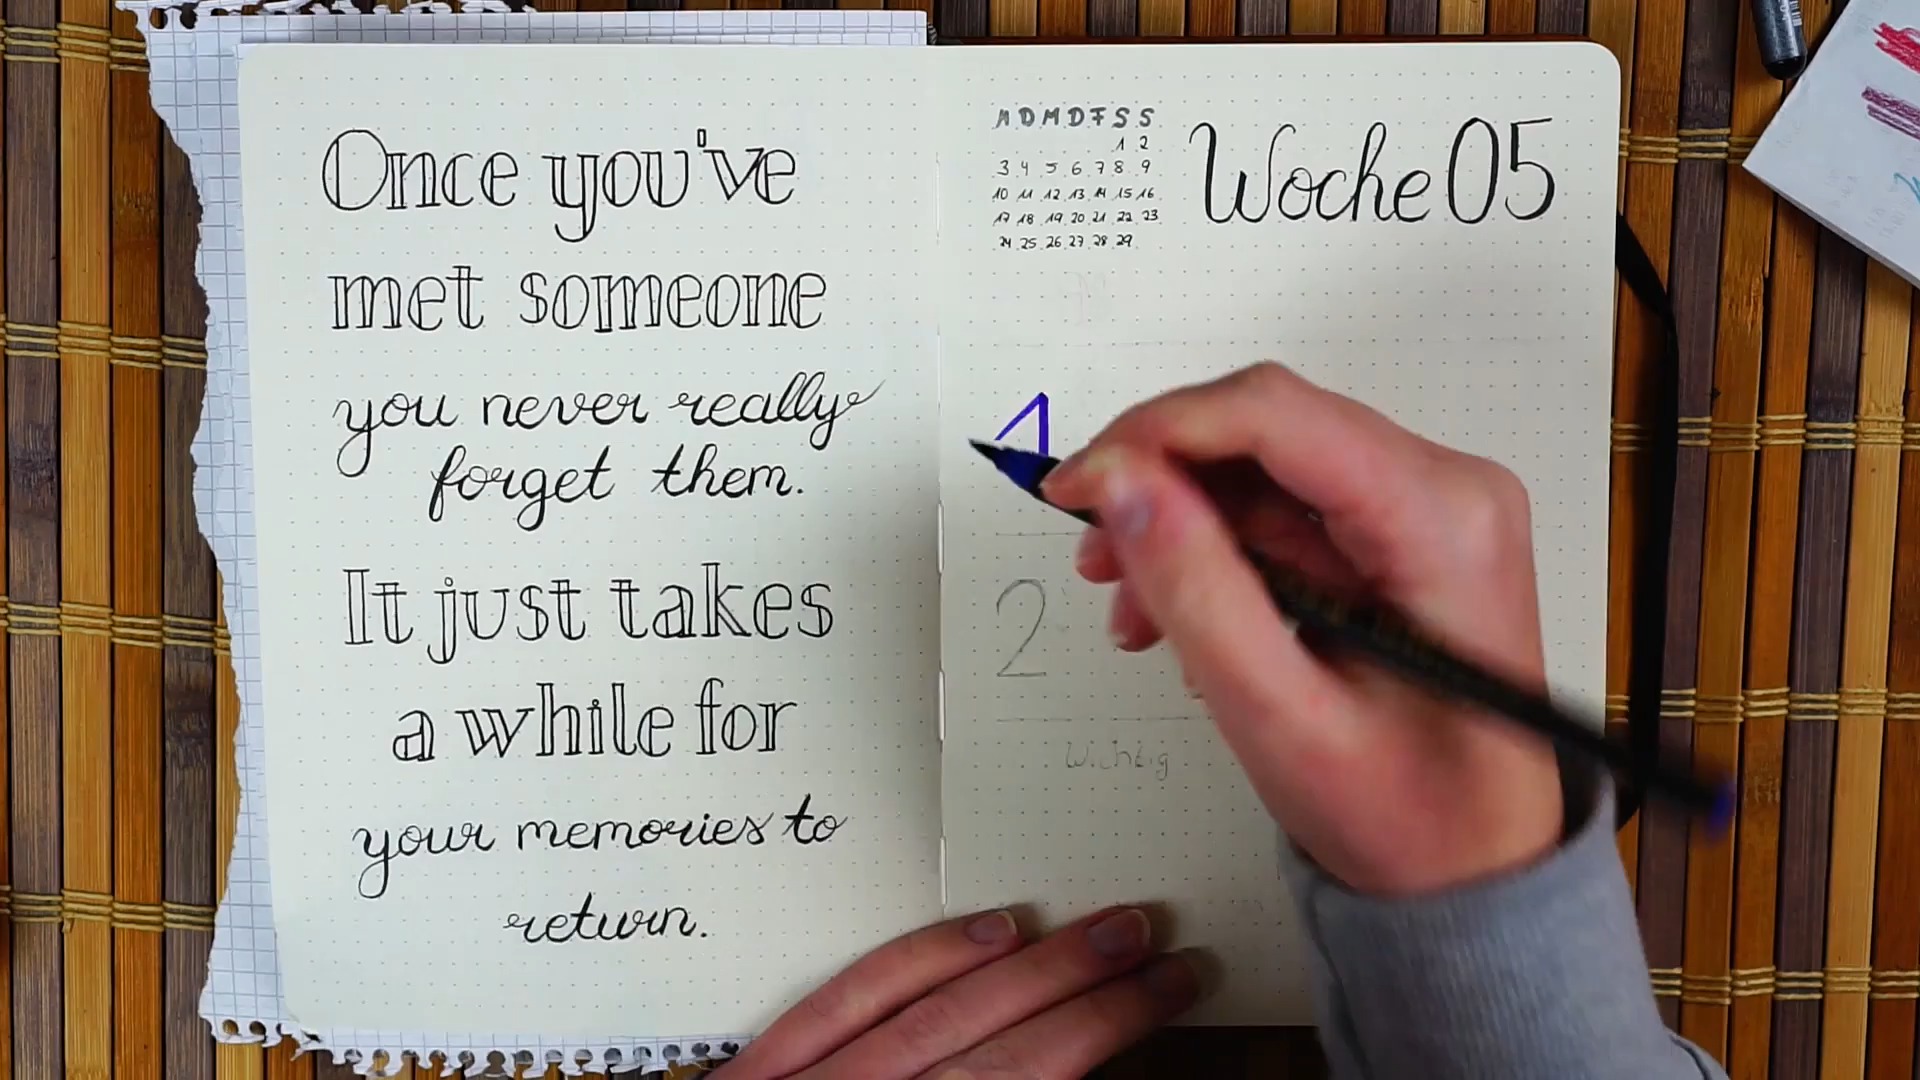 Once you've
met someone
you never really
forget them.
It just takes
a while for
your memories to
return.
M D M D F S S
1 2
3 4 5 6 7 8 9
10 11 12 13 14 15 16
17 18 19 20 21 22 23
24 25 26 27 28 29
Woche 05
1
2
Wichtig